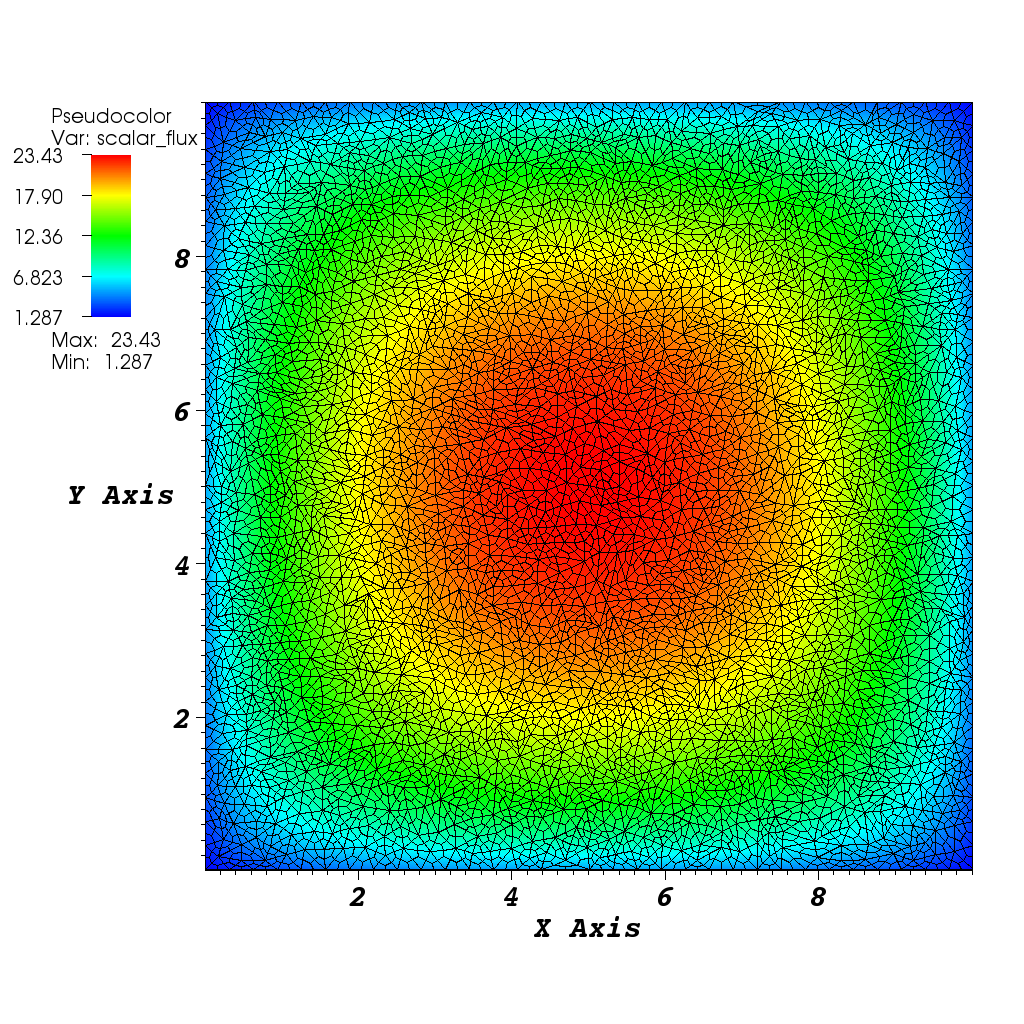 Pseudocolor
Var: scalar_flux
23.43
17.90
12.36
6.823
1.287
Max: 23.43
Min: 1.287
8
6
Y Axis
4
2
2 4 6 8
X Axis